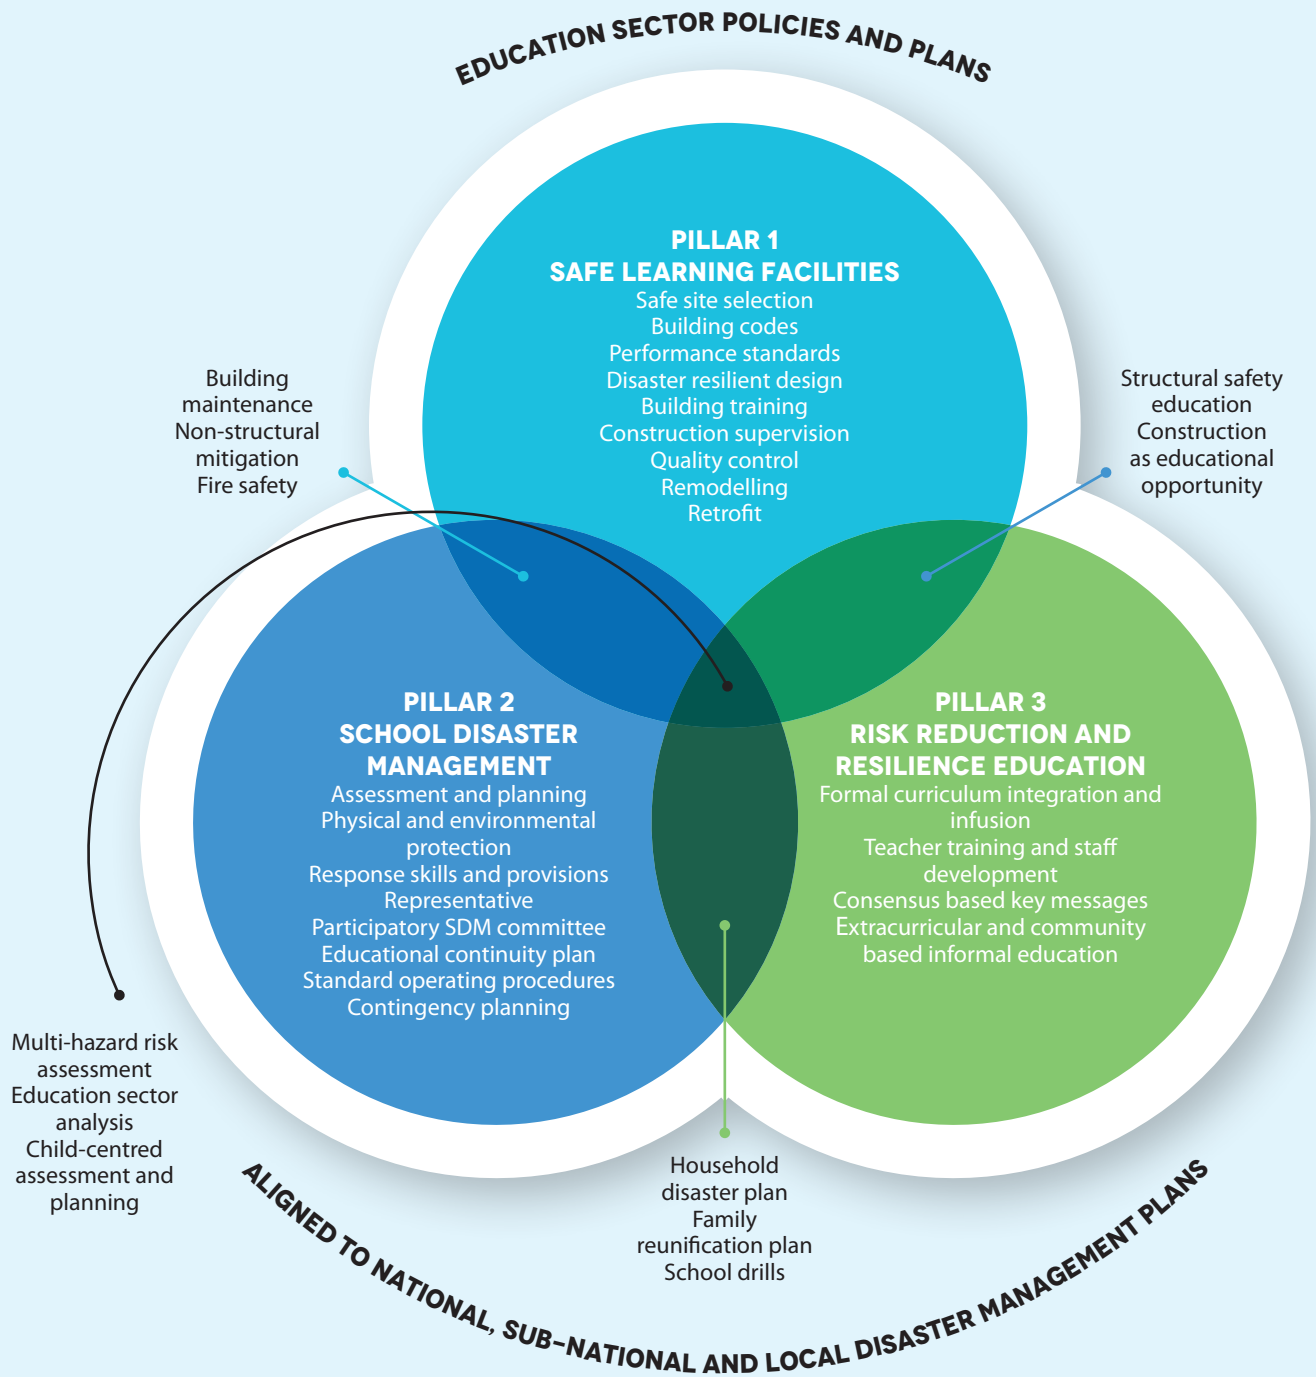 EDUCATION SECTOR POLICIES AND PLANS
PILLAR 1
SAFE LEARNING FACILITIES
Safe site selection
Building codes
Performance standards
Disaster resilient design
Building training
Construction supervision
Quality control
Remodelling
Retrofit
Building
maintenance
Non-structural
mitigation
Fire safety
Structural safety
education
Construction
as educational
opportunity
PILLAR 2
SCHOOL DISASTER
MANAGEMENT
Assessment and planning
Physical and environmental
protection
Response skills and provisions
Representative
Participatory SDM committee
Educational continuity plan
Standard operating procedures
Contingency planning
PILLAR 3
RISK REDUCTION AND
RESILIENCE EDUCATION
Formal curriculum integration and
infusion
Teacher training and staff
development
Consensus based key messages
Extracurricular and community
based informal education
Multi-hazard risk
assessment
Education sector
analysis
Child-centred
assessment and
planning
Household
disaster plan
Family
reunification plan
School drills
ALIGNED TO NATIONAL, SUB-NATIONAL AND LOCAL DISASTER MANAGEMENT PLANS